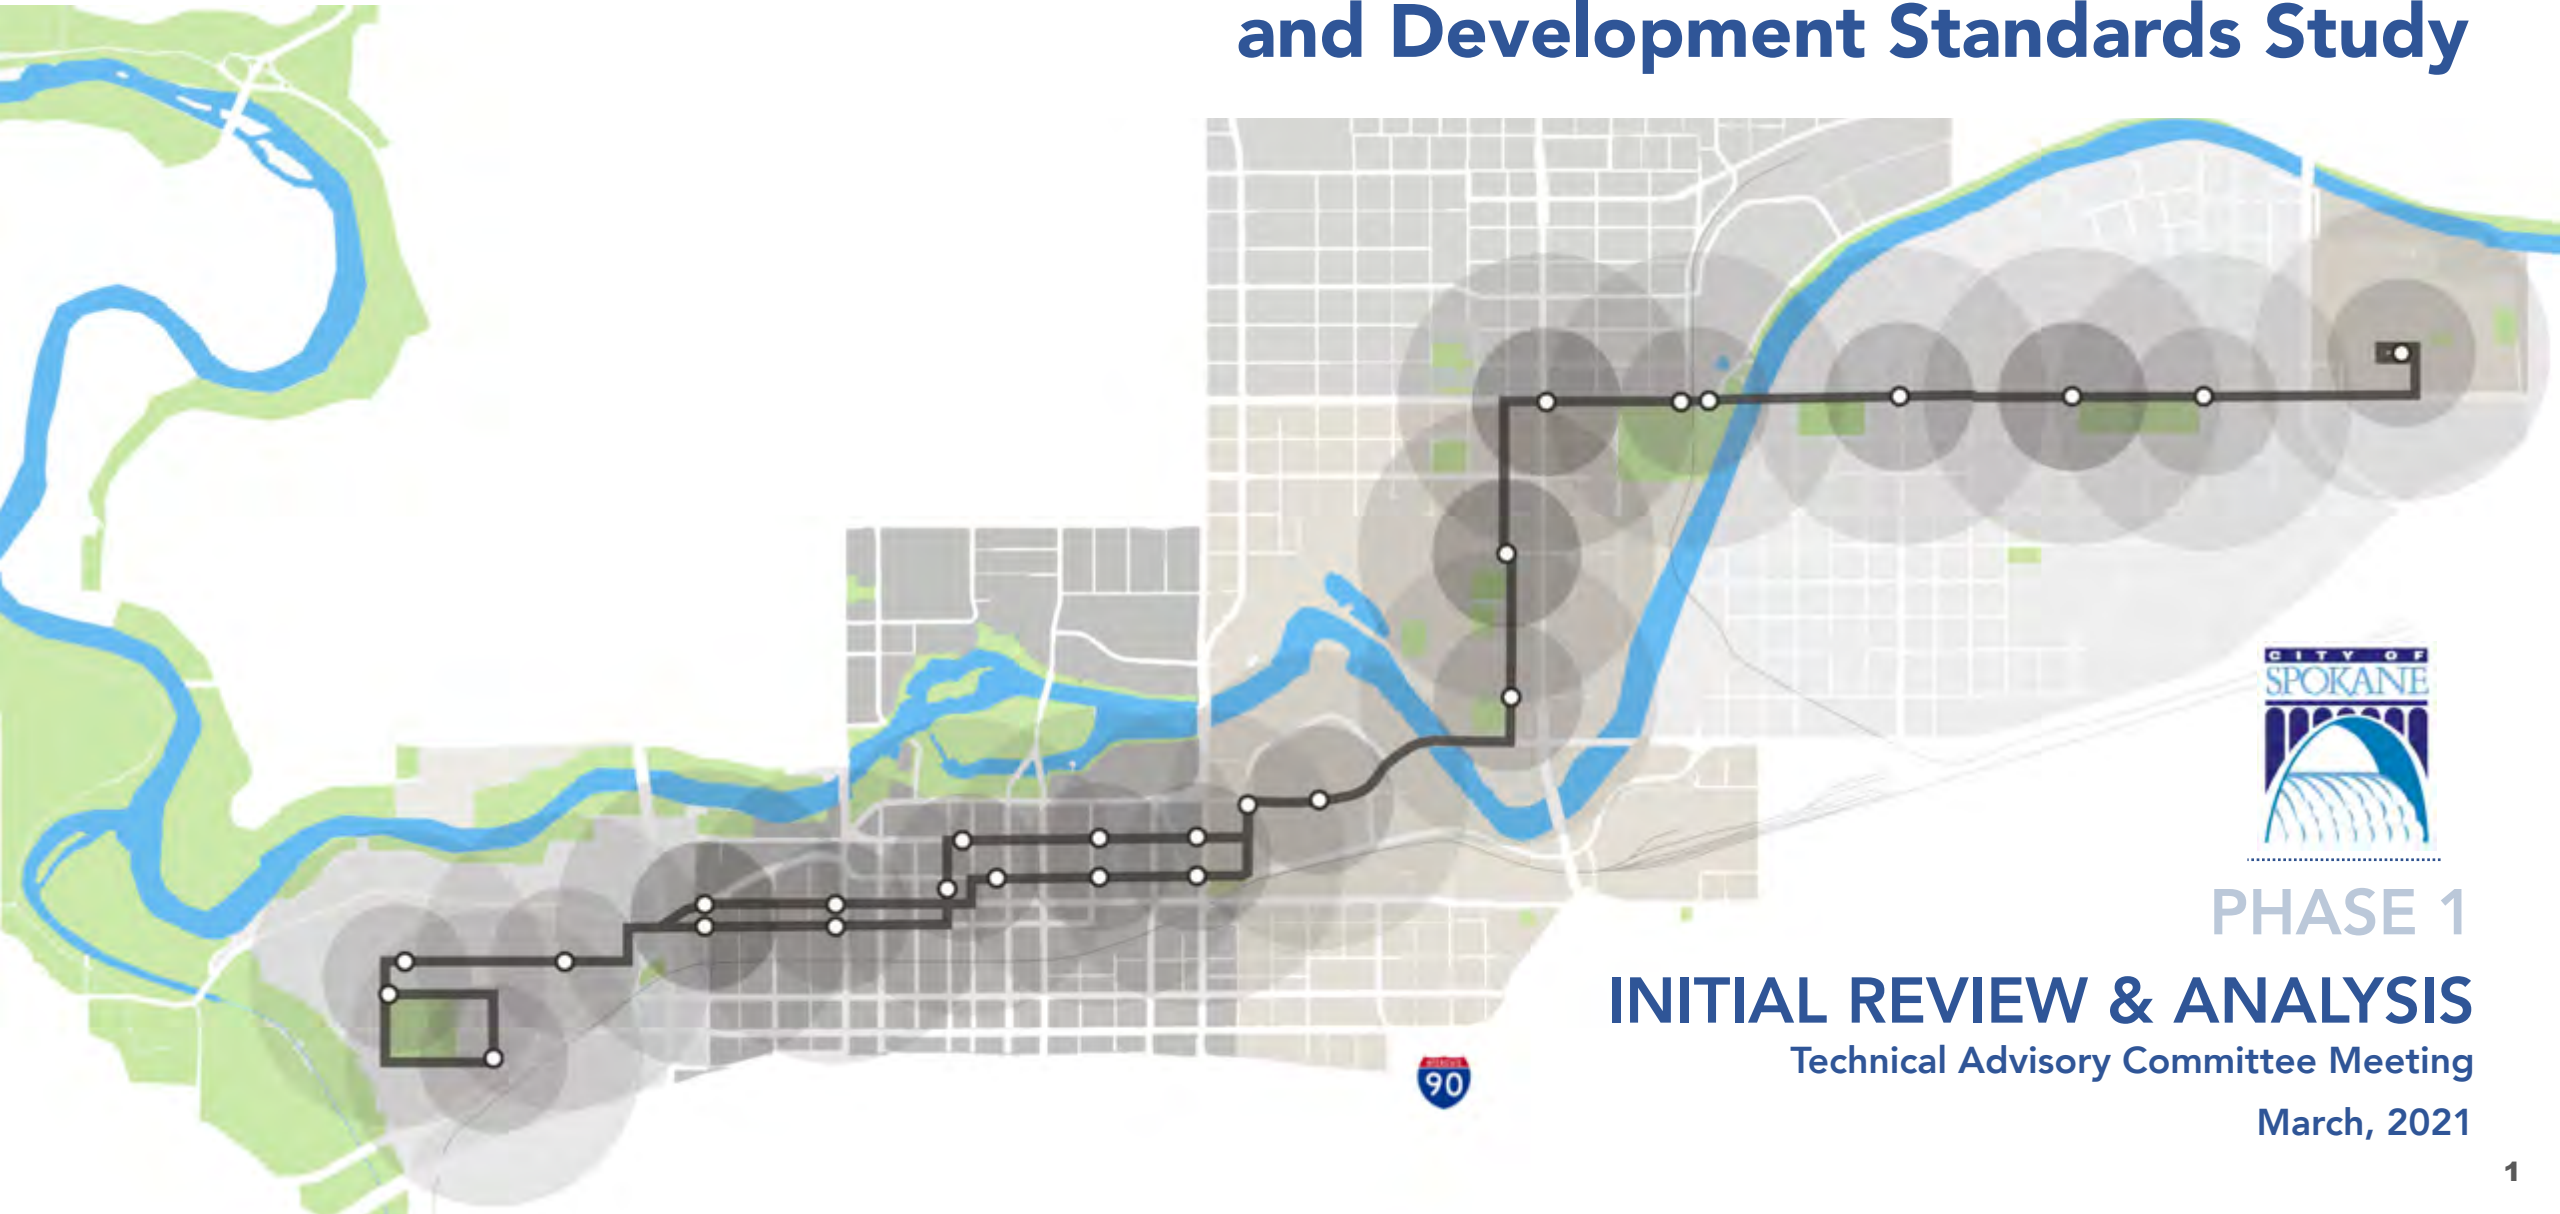 and Development Standards Study
CITY OF
SPOKANE
PHASE 1
INITIAL REVIEW & ANALYSIS
Technical Advisory Committee Meeting
March, 2021
INTERSTATE
90
1